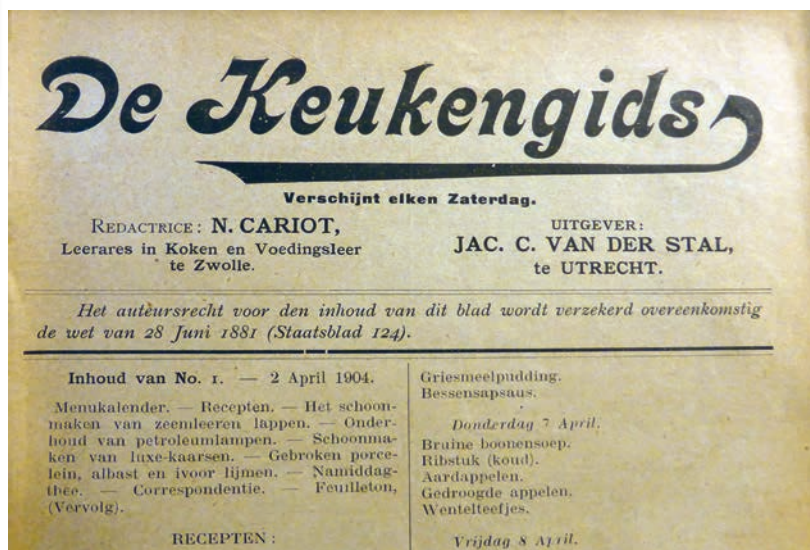 De Keukengids
Verschijnt elken Zaterdag.
REDACTRICE: N. CARIOT,
Leerares in Koken en Voedingsleer
te Zwolle.
UITGEVER:
JAC. C. VAN DER STAL,
te UTRECHT.
Het auteursrecht voor den inhoud van dit blad wordt verzekerd overeenkomstig
de wet van 28 Juni 1881 (Staatsblad 124).
Inhoud van No. 1. — 2 April 1904.
Menukalender. — Recepten. — Het schoon-
maken van zeemleeren lappen. — Onder-
houd van petroleumlampen. — Schoonma-
ken van luxe-kaarsen. — Gebroken porce-
lein, albast en ivoor lijmen. — Namiddag-
thee. — Correspondentie. — Feuilleton,
(Vervolg).
RECEPTEN:
Griesmeelpudding.
Bessensapsaus.
Donderdag 7 April.
Bruine boonensoep.
Ribstuk (koud).
Aardappelen.
Gedroogde appelen.
Wentelteefjes.
Vrijdag 8 April.